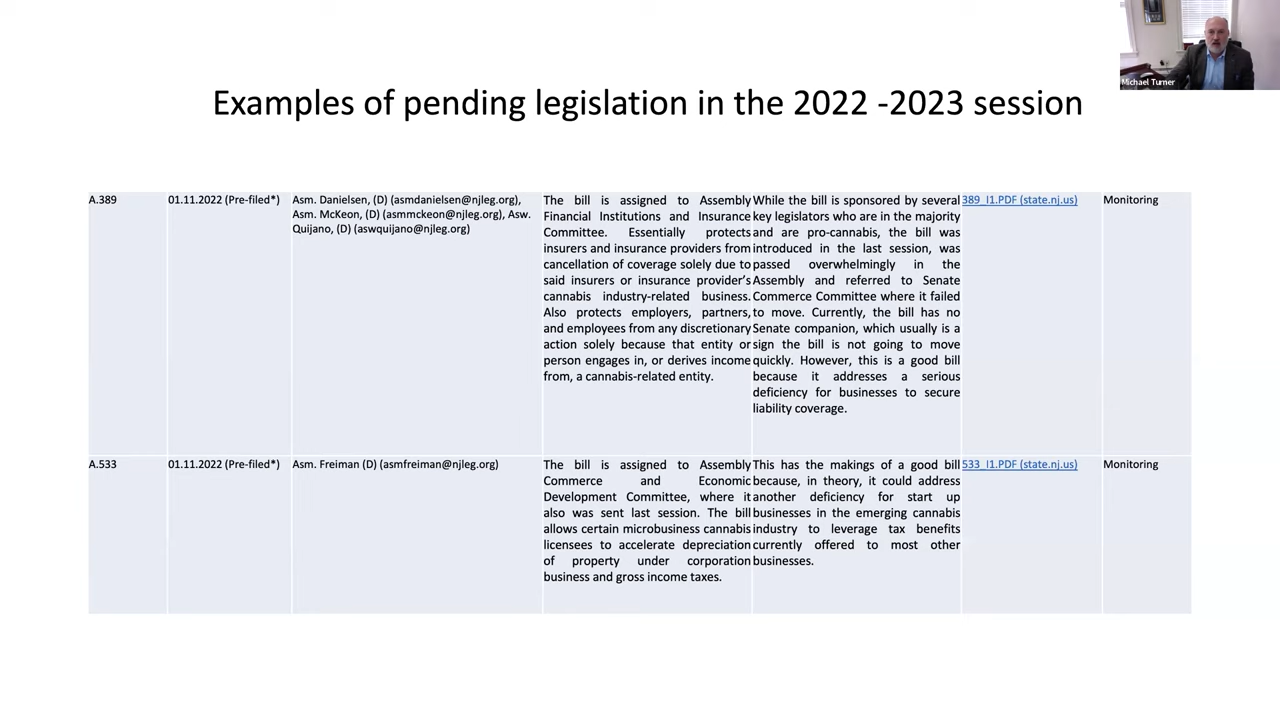 Michael Turner
Examples of pending legislation in the 2022 -2023 session
A.389
01.11.2022 (Pre-filed*)
Asm. Danielsen, (D) (asmdanielsen@njleg.org),
Asm. McKeon, (D) (asmmckeon@njleg.org), Asw.
Quijano, (D) (aswquijano@njleg.org)
The bill is assigned to Assembly
Financial Institutions and Insurance
Committee. Essentially protects
insurers and insurance providers from
cancellation of coverage solely due to
said insurers or insurance provider's
cannabis industry-related business.
Also protects employers, partners,
and employees from any discretionary
action solely because that entity or
person engages in, or derives income
from, a cannabis-related entity.
While the bill is sponsored by several
key legislators who are in the majority
and are pro-cannabis, the bill was
introduced in the last session, was
passed overwhelmingly in the
Assembly and referred to Senate
Commerce Committee where it failed
to move. Currently, the bill has no
Senate companion, which usually is a
sign the bill is not going to move
quickly. However, this is a good bill
because it addresses a serious
deficiency for businesses to secure
liability coverage.
389_I1.PDF (state.nj.us)
Monitoring
A.533
01.11.2022 (Pre-filed*)
Asm. Freiman (D) (asmfreiman@njleg.org)
The bill is assigned to Assembly
Commerce and Economic
Development Committee, where it
also was sent last session. The bill
allows certain microbusiness cannabis
licensees to accelerate depreciation
of property under corporation
business and gross income taxes.
This has the makings of a good bill
because, in theory, it could address
another deficiency for start up
businesses in the emerging cannabis
industry to leverage tax benefits
currently offered to most other
businesses.
533_I1.PDF (state.nj.us)
Monitoring